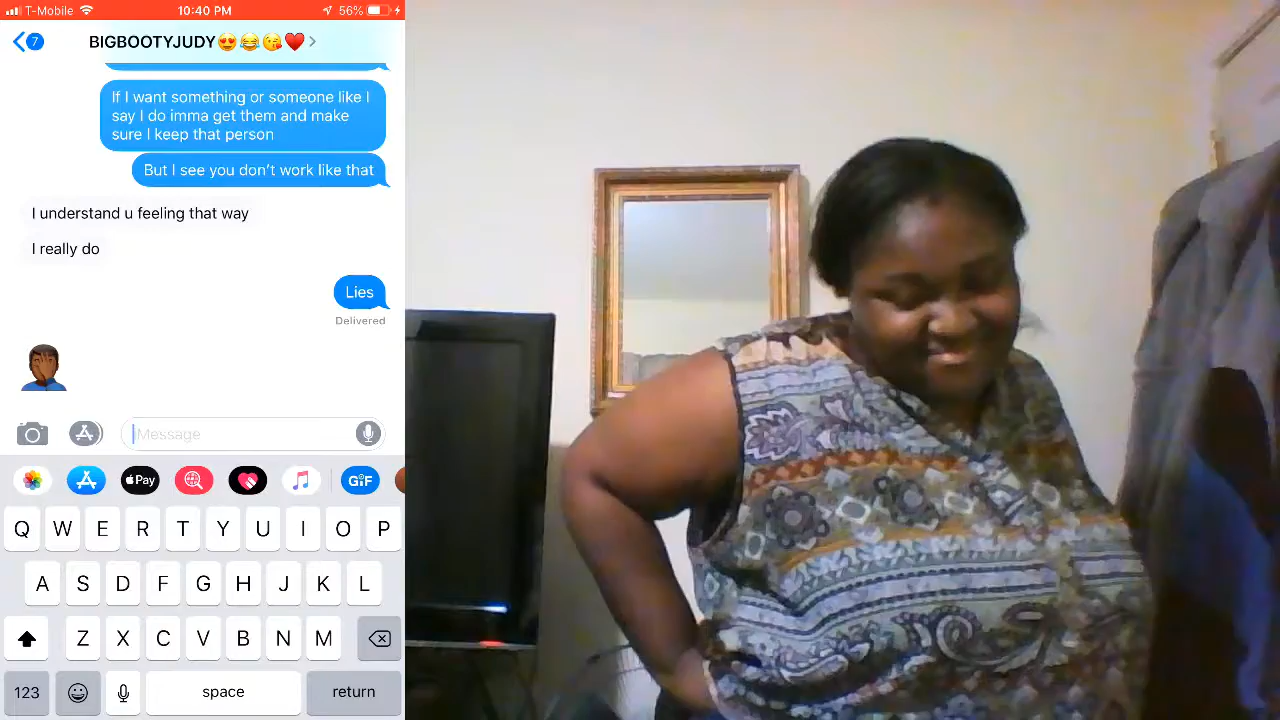 T-Mobile 10:40 PM 56%
7 BIGBOOTYJUDY😍😂😘❤️
If I want something or someone like I
say I do imma get them and make
sure I keep that person
But I see you don’t work like that
I understand u feeling that way
I really do
Lies
Delivered
Message
Pay GIF
Q W E R T Y U I O P
A S D F G H J K L
Z X C V B N M
123 space return